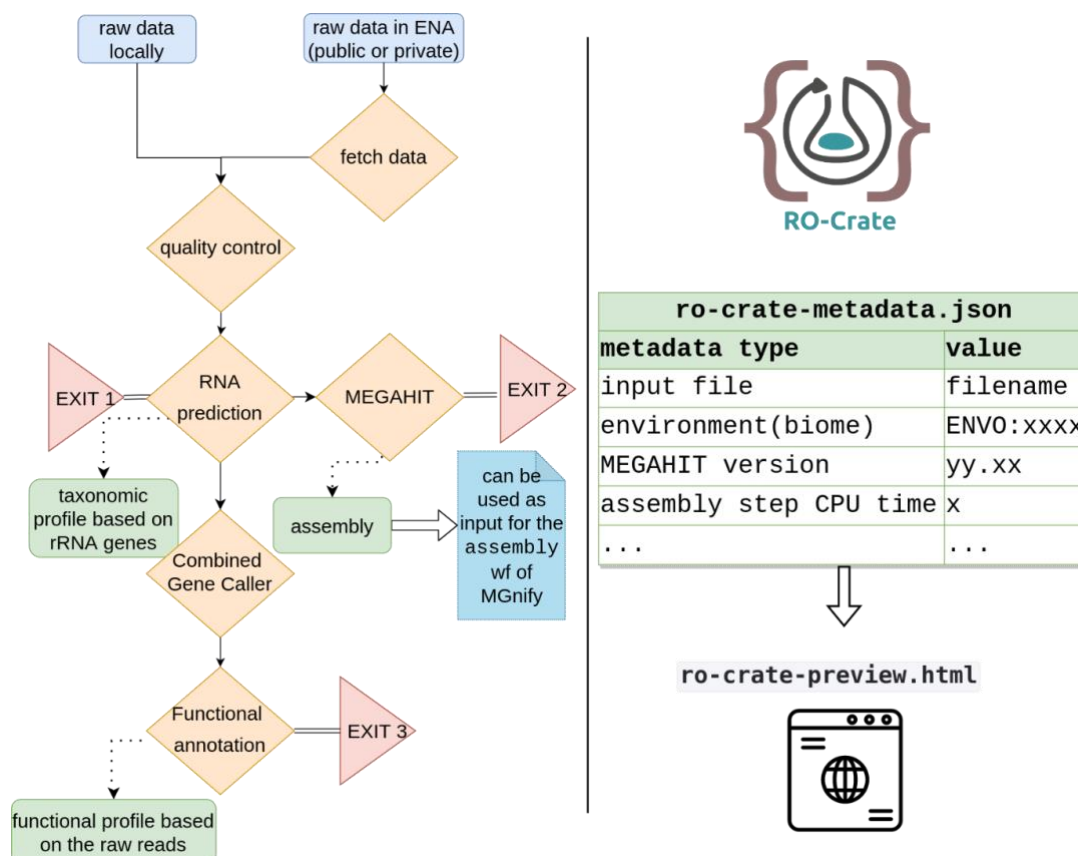 raw data
locally
raw data in ENA
(public or private)
fetch data
quality control
EXIT 1
RNA
prediction
MEGAHIT
EXIT 2
taxonomic
profile based on
rRNA genes
assembly
can be
used as
input for the
assembly
wf of
MGnify
Combined
Gene Caller
Functional
annotation
EXIT 3
functional profile based
on the raw reads
RO-Crate
ro-crate-metadata.json
metadata type value
input file filename
environment(biome) ENVO:xxxx
MEGAHIT version yy.xx
assembly step CPU time x
... ...
ro-crate-preview.html